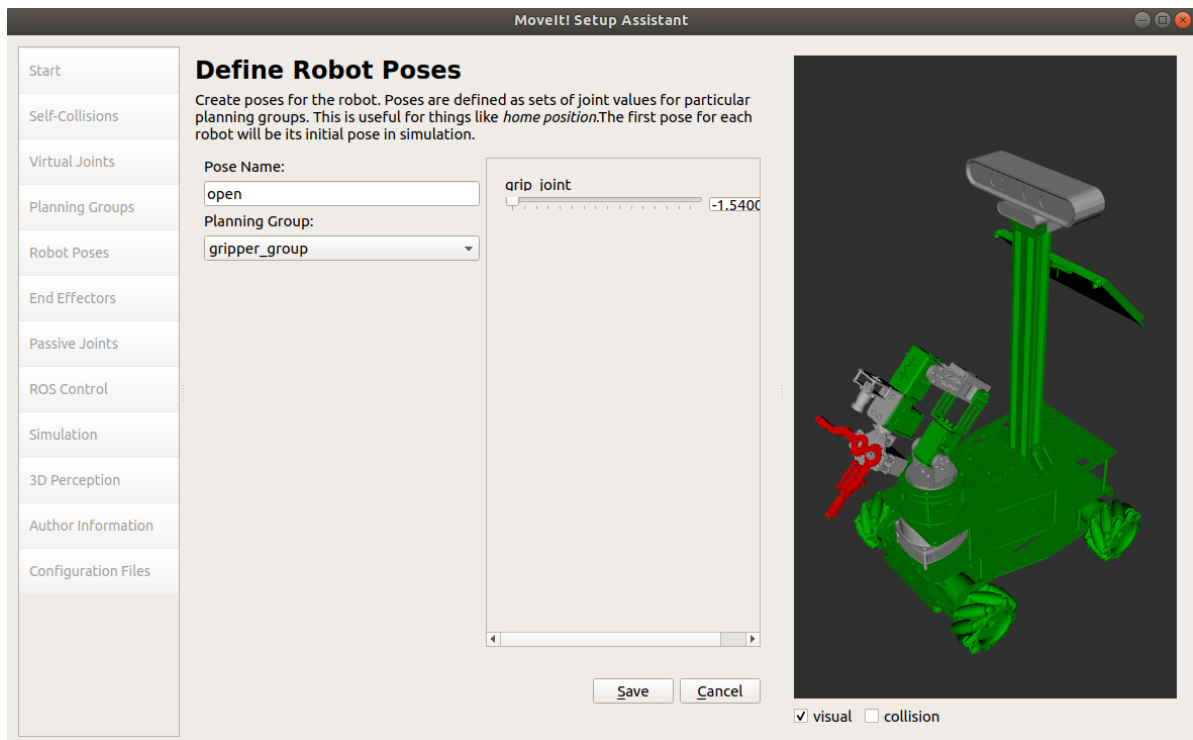 MoveIt! Setup Assistant
Start
Self-Collisions
Virtual Joints
Planning Groups
Robot Poses
End Effectors
Passive Joints
ROS Control
Simulation
3D Perception
Author Information
Configuration Files
Define Robot Poses
Create poses for the robot. Poses are defined as sets of joint values for particular
planning groups. This is useful for things like home position.The first pose for each
robot will be its initial pose in simulation.
Pose Name:
open
Planning Group:
gripper_group
grip_joint
-1.5400
Save
Cancel
visual
collision